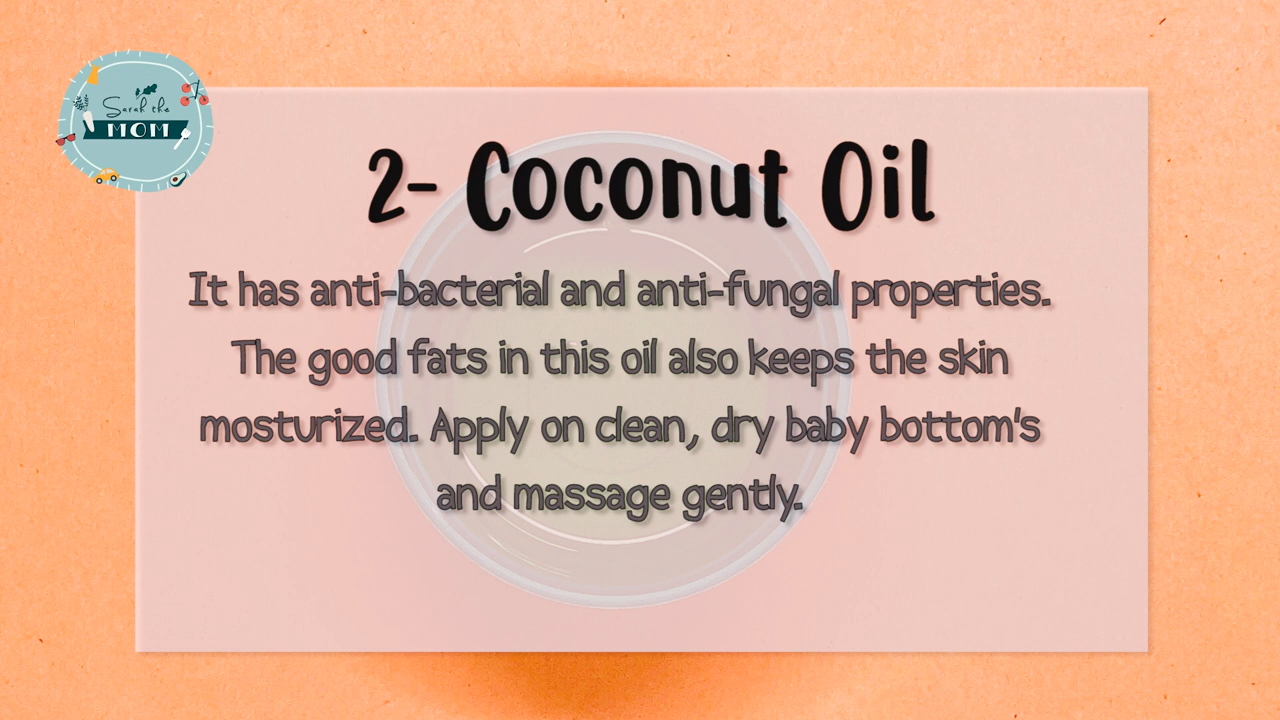 Sarah the
MOM
2- Coconut Oil
It has anti-bacterial and anti-fungal properties.
The good fats in this oil also keeps the skin
mosturized. Apply on clean, dry baby bottom's
and massage gently.